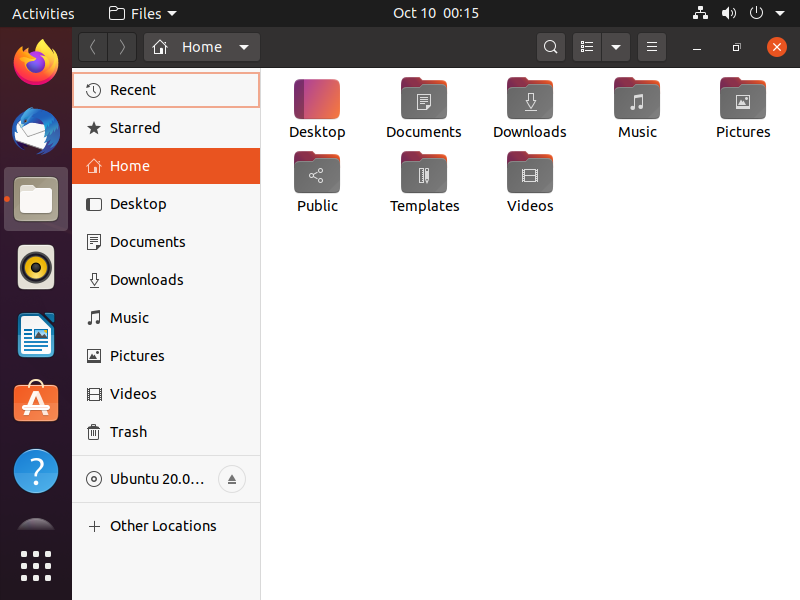 Activities Files Oct 10 00:15
Home
Recent
Starred
Home
Desktop
Documents
Downloads
Music
Pictures
Videos
Trash
Ubuntu 20.0…
Other Locations
Desktop Documents Downloads Music Pictures
Public Templates Videos